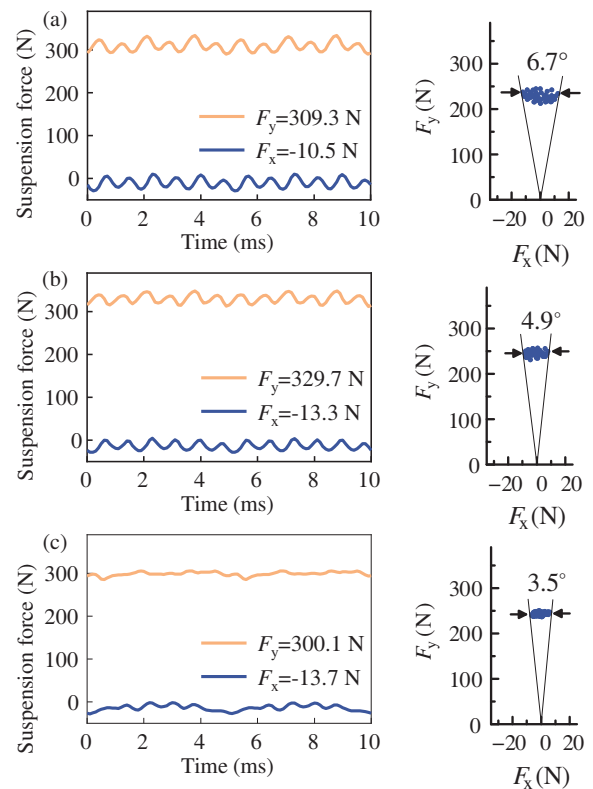 (a)
Suspension force (N)
300
200
100
0
F_y=309.3 N
F_x=-10.5 N
0 2 4 6 8 10
Time (ms)
6.7°
F_y (N)
300
200
100
0
−20 0 20
F_x (N)
(b)
Suspension force (N)
300
200
100
0
F_y=329.7 N
F_x=-13.3 N
0 2 4 6 8 10
Time (ms)
4.9°
F_y (N)
300
200
100
0
−20 0 20
F_x (N)
(c)
Suspension force (N)
300
200
100
0
F_y=300.1 N
F_x=-13.7 N
0 2 4 6 8 10
Time (ms)
3.5°
F_y (N)
300
200
100
0
−20 0 20
F_x (N)